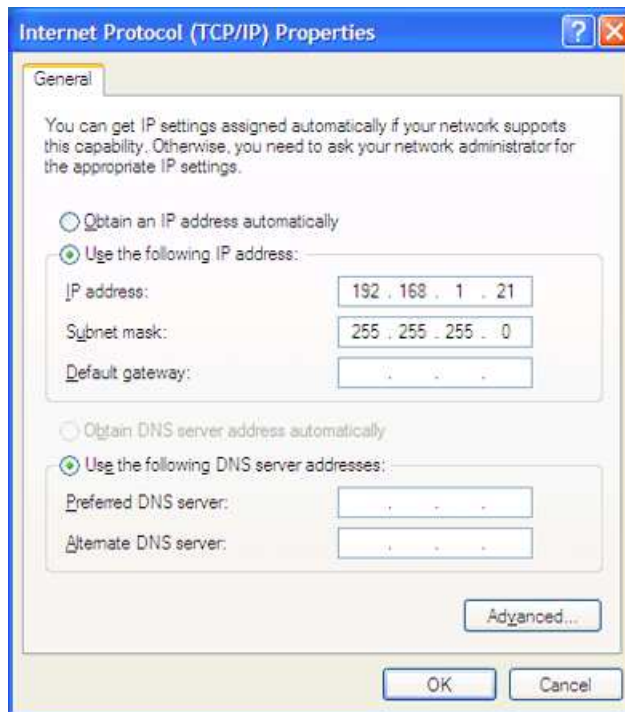 Internet Protocol (TCP/IP) Properties
General
You can get IP settings assigned automatically if your network supports
this capability. Otherwise, you need to ask your network administrator for
the appropriate IP settings.
Obtain an IP address automatically
Use the following IP address:
IP address: 192 . 168 . 1 . 21
Subnet mask: 255 . 255 . 255 . 0
Default gateway: . . .
Obtain DNS server address automatically
Use the following DNS server addresses:
Preferred DNS server: . . .
Alternate DNS server: . . .
Advanced...
OK Cancel